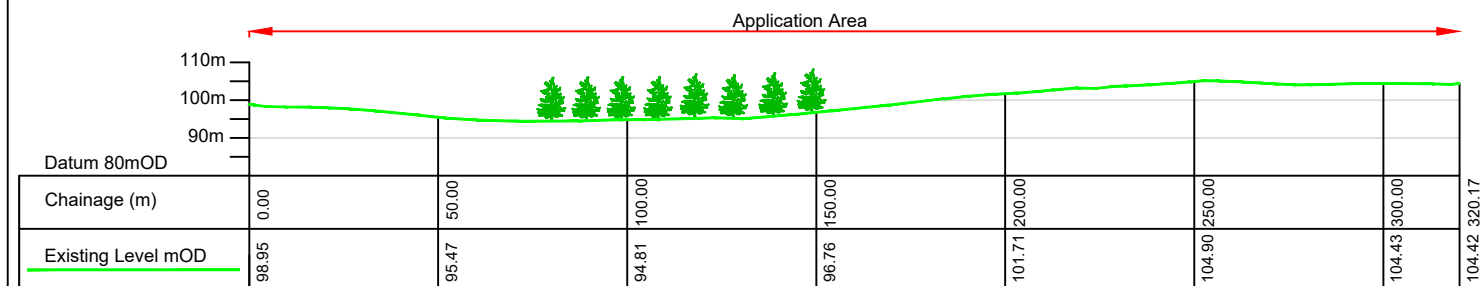 Application Area
110m
100m
90m
Datum 80mOD
Chainage (m) 0.00 50.00 100.00 150.00 200.00 250.00 300.00 320.17
Existing Level mOD 98.95 95.47 94.81 96.76 101.71 104.90 104.43 104.42